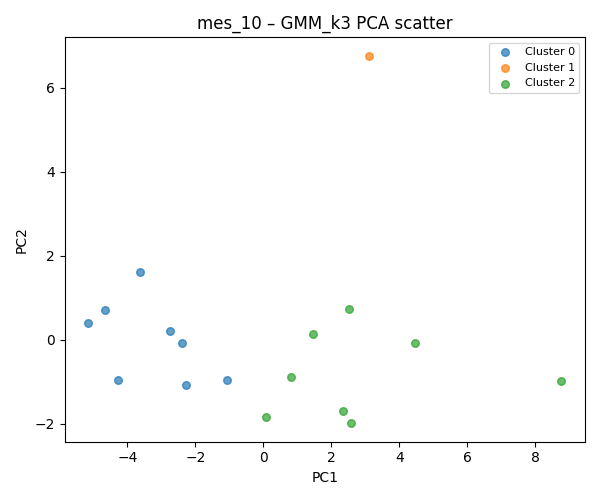 mes_10 – GMM_k3 PCA scatter
Cluster 0
Cluster 1
Cluster 2
PC2
6
4
2
0
−2
−4
−2
0
2
4
6
8
PC1